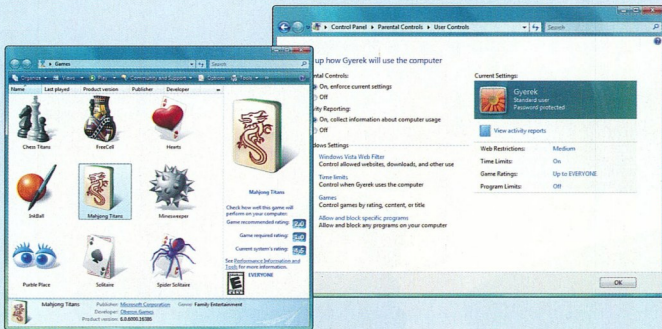 Control Panel ▸ Parental Controls ▸ User Controls
Search
up how Gyerek will use the computer
ntal Controls:
On, enforce current settings
Off
ity Reporting:
On, collect information about computer usage
Off
dows Settings
Windows Vista Web Filter
Control allowed websites, downloads, and other use
Time limits
Control when Gyerek uses the computer
Games
Control games by rating, content, or title
Allow and block specific programs
Allow and block any programs on your computer
Current Settings:
Gyerek
Standard user
Password protected
View activity reports
Web Restrictions: Medium
Time Limits: On
Game Ratings: Up to EVERYONE
Program Limits: Off
OK
Games
Search
Organize Views Play Community and Support Options Tools
Name Last played Product version Publisher Developer
Chess Titans FreeCell Hearts
InkBall Mahjong Titans Minesweeper
Purble Place Solitaire Spider Solitaire
Mahjong Titans
Check how well this game will
perform on your computer:
Game recommended rating:
Game required rating:
Current system's rating:
See Performance Information and
Tools for more information.
EVERYONE
Mahjong Titans Publisher: Microsoft Corporation Genre: Family Entertainment
Developer: Oberon Games
Product version: 6.0.6000.16386